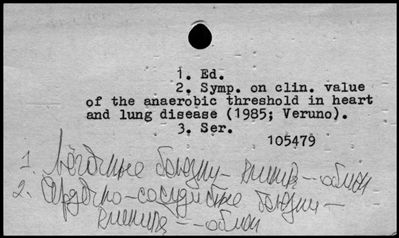 1. Ed.
2. Symp. on clin. value
of the anaerobic threshold in heart
and lung disease (1985; Veruno).
3. Ser.
105479
1. Лёгочные болезни -
2. Сердечно-сосудистые болезни -